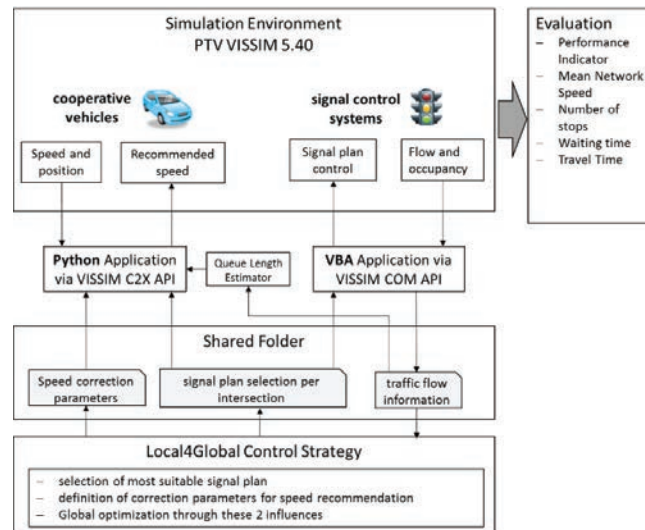 Simulation Environment
PTV VISSIM 5.40
cooperative
vehicles
signal control
systems
Speed and
position
Recommended
speed
Signal plan
control
Flow and
occupancy
Evaluation
– Performance
Indicator
– Mean Network
Speed
– Number of
stops
– Waiting time
– Travel Time
Python Application
via VISSIM C2X API
Queue Length
Estimator
VBA Application via
VISSIM COM API
Shared Folder
Speed correction
parameters
signal plan selection per
intersection
traffic flow
information
Local4Global Control Strategy
– selection of most suitable signal plan
– definition of correction parameters for speed recommendation
– Global optimization through these 2 influences